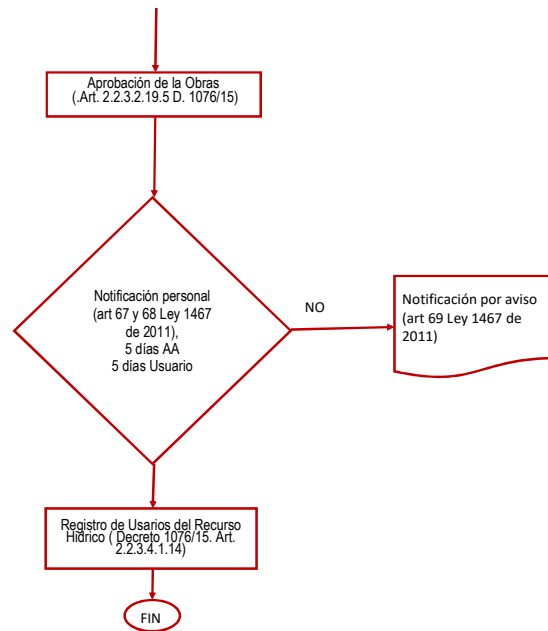 Aprobación de la Obras
(.Art. 2.2.3.2.19.5 D. 1076/15)
Notificación personal
(art 67 y 68 Ley 1467
de 2011),
5 días AA
5 días Usuario
NO
Notificación por aviso
(art 69 Ley 1467 de
2011)
Registro de Usarios del Recurso
Hídrico ( Decreto 1076/15. Art.
2.2.3.4.1.14)
FIN